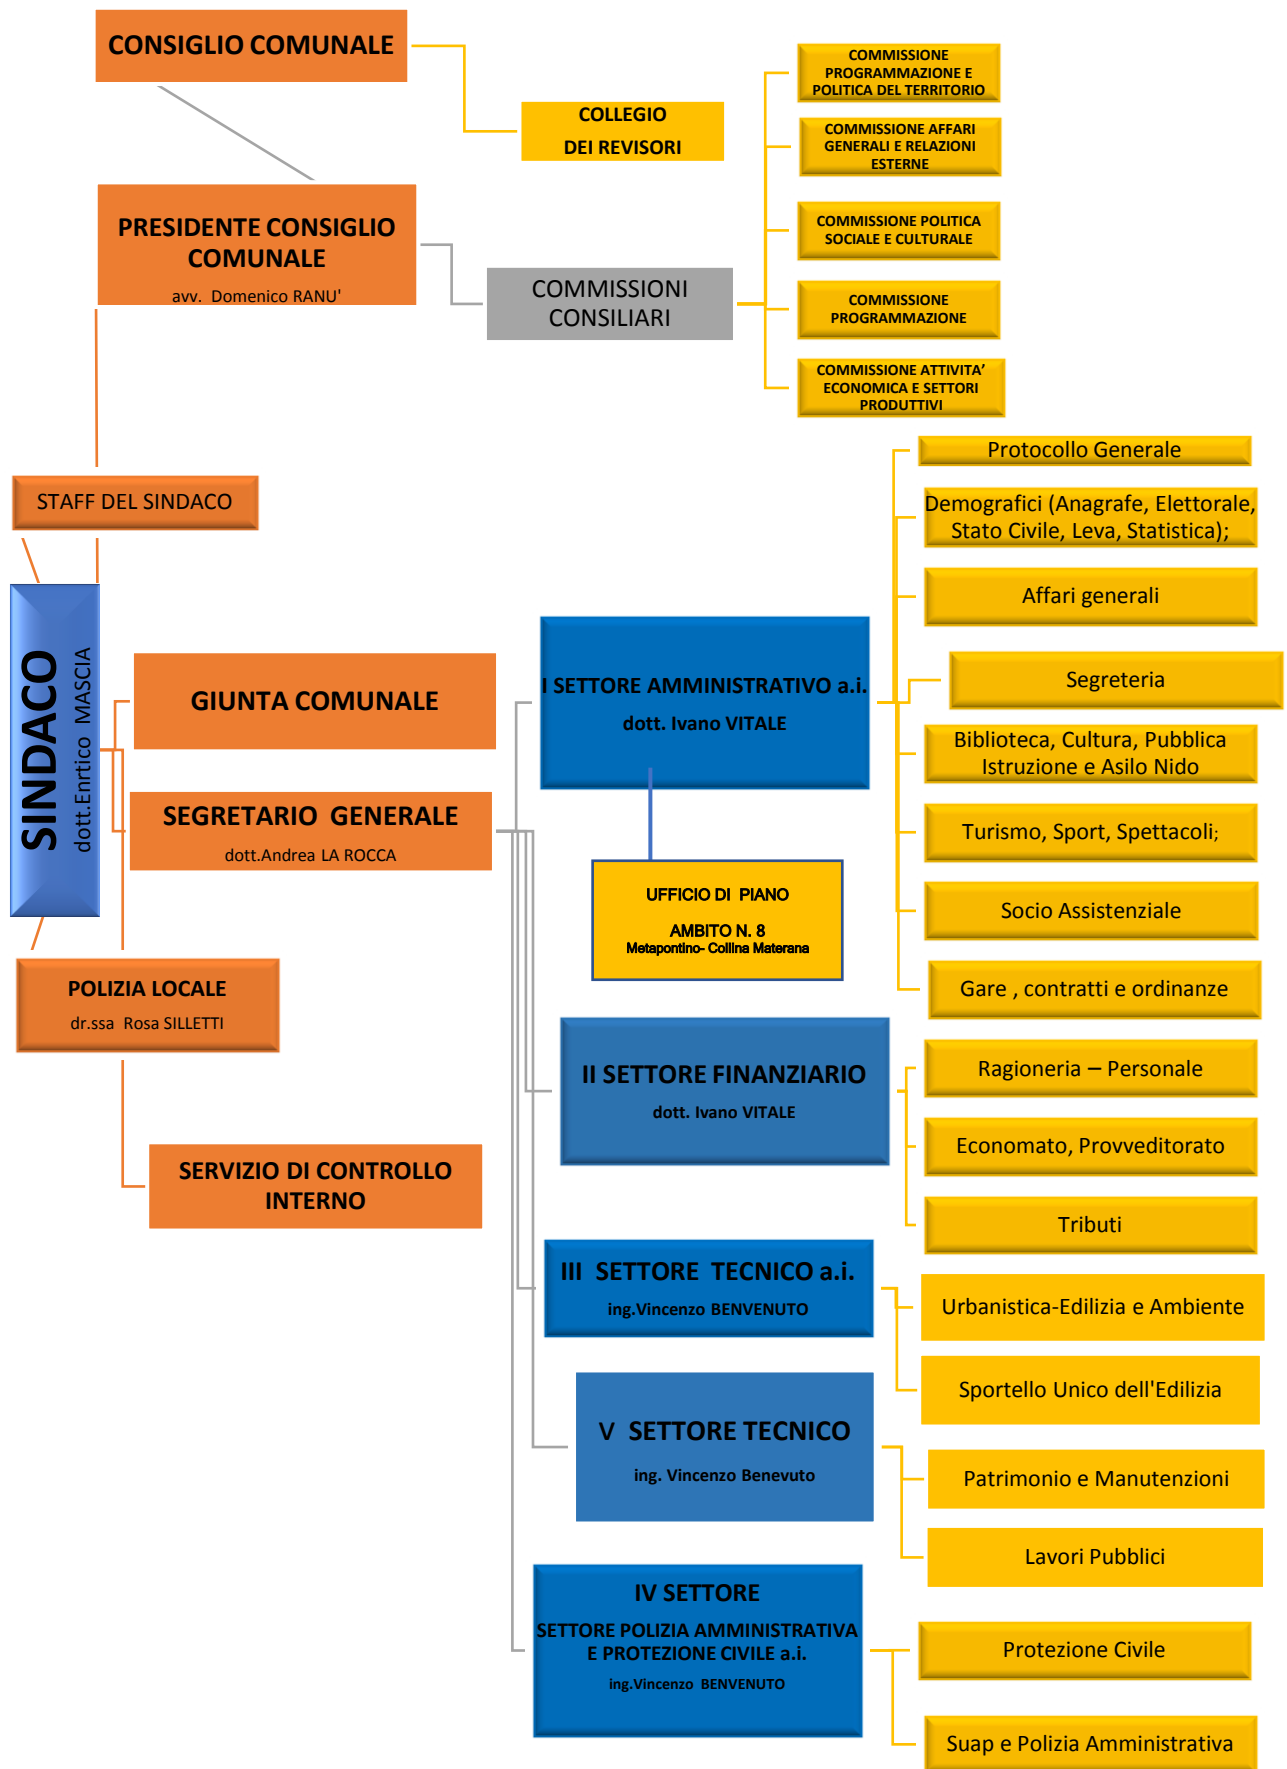 CONSIGLIO COMUNALE
COLLEGIO
DEI REVISORI
COMMISSIONE
PROGRAMMAZIONE E
POLITICA DEL TERRITORIO
COMMISSIONE AFFARI
GENERALI E RELAZIONI
ESTERNE
PRESIDENTE CONSIGLIO
COMUNALE
avv. Domenico RANU'
COMMISSIONI
CONSILIARI
COMMISSIONE POLITICA
SOCIALE E CULTURALE
COMMISSIONE
PROGRAMMAZIONE
COMMISSIONE ATTIVITA’
ECONOMICA E SETTORI
PRODUTTIVI
STAFF DEL SINDACO
SINDACO
dott.Enrtico MASCIA
GIUNTA COMUNALE
SEGRETARIO GENERALE
dott.Andrea LA ROCCA
POLIZIA LOCALE
dr.ssa Rosa SILLETTI
SERVIZIO DI CONTROLLO
INTERNO
I SETTORE AMMINISTRATIVO a.i.
dott. Ivano VITALE
UFFICIO DI PIANO
AMBITO N. 8
Metapontino- Collina Materana
Protocollo Generale
Demografici (Anagrafe, Elettorale,
Stato Civile, Leva, Statistica);
Affari generali
Segreteria
Biblioteca, Cultura, Pubblica
Istruzione e Asilo Nido
Turismo, Sport, Spettacoli;
Socio Assistenziale
Gare , contratti e ordinanze
II SETTORE FINANZIARIO
dott. Ivano VITALE
Ragioneria – Personale
Economato, Provveditorato
Tributi
III SETTORE TECNICO a.i.
ing.Vincenzo BENVENUTO
Urbanistica-Edilizia e Ambiente
Sportello Unico dell'Edilizia
V SETTORE TECNICO
ing. Vincenzo Benevuto
Patrimonio e Manutenzioni
Lavori Pubblici
IV SETTORE
SETTORE POLIZIA AMMINISTRATIVA
E PROTEZIONE CIVILE a.i.
ing.Vincenzo BENVENUTO
Protezione Civile
Suap e Polizia Amministrativa